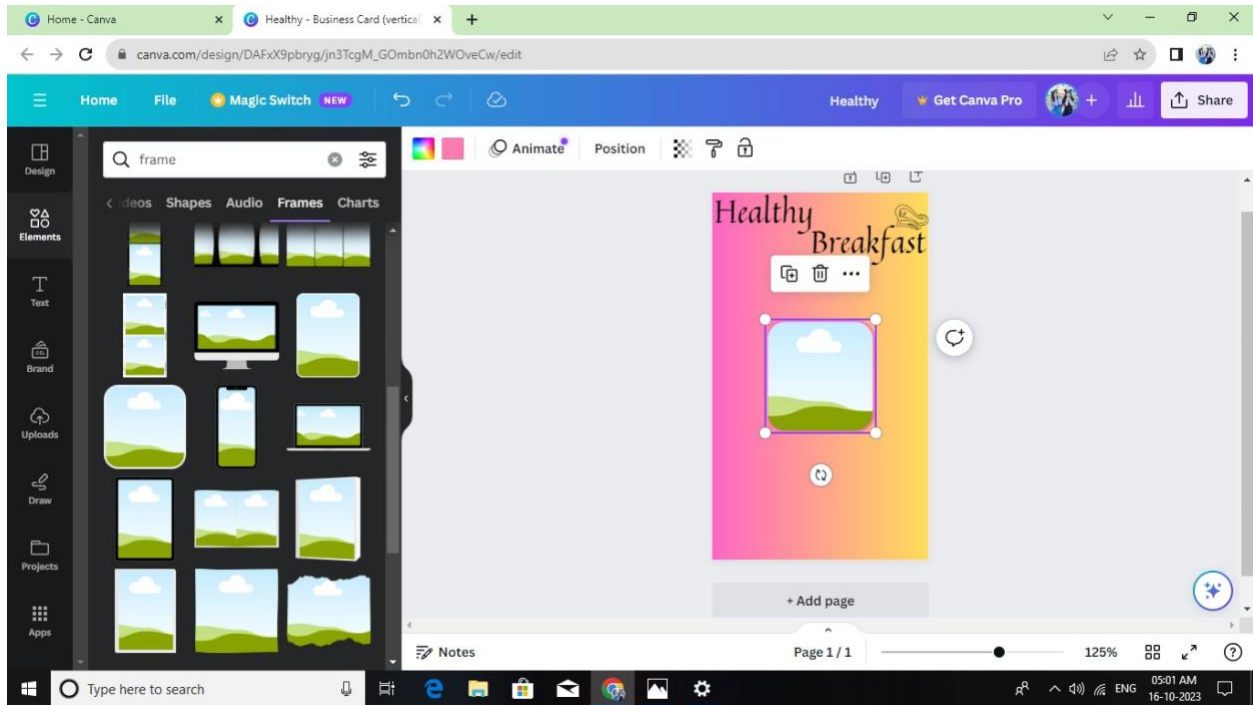 Home - Canva
Healthy - Business Card (vertica
canva.com/design/DAFxX9pbryg/jn3TcgM_GOmbn0h2WOveCw/edit
Home File Magic Switch NEW Healthy Get Canva Pro Share
Design
Elements
Text
Brand
Uploads
Draw
Projects
Apps
frame
deos Shapes Audio Frames Charts
Animate Position
Healthy
Breakfast
+ Add page
Notes Page 1 / 1 125%
Type here to search
ENG
05:01 AM
16-10-2023